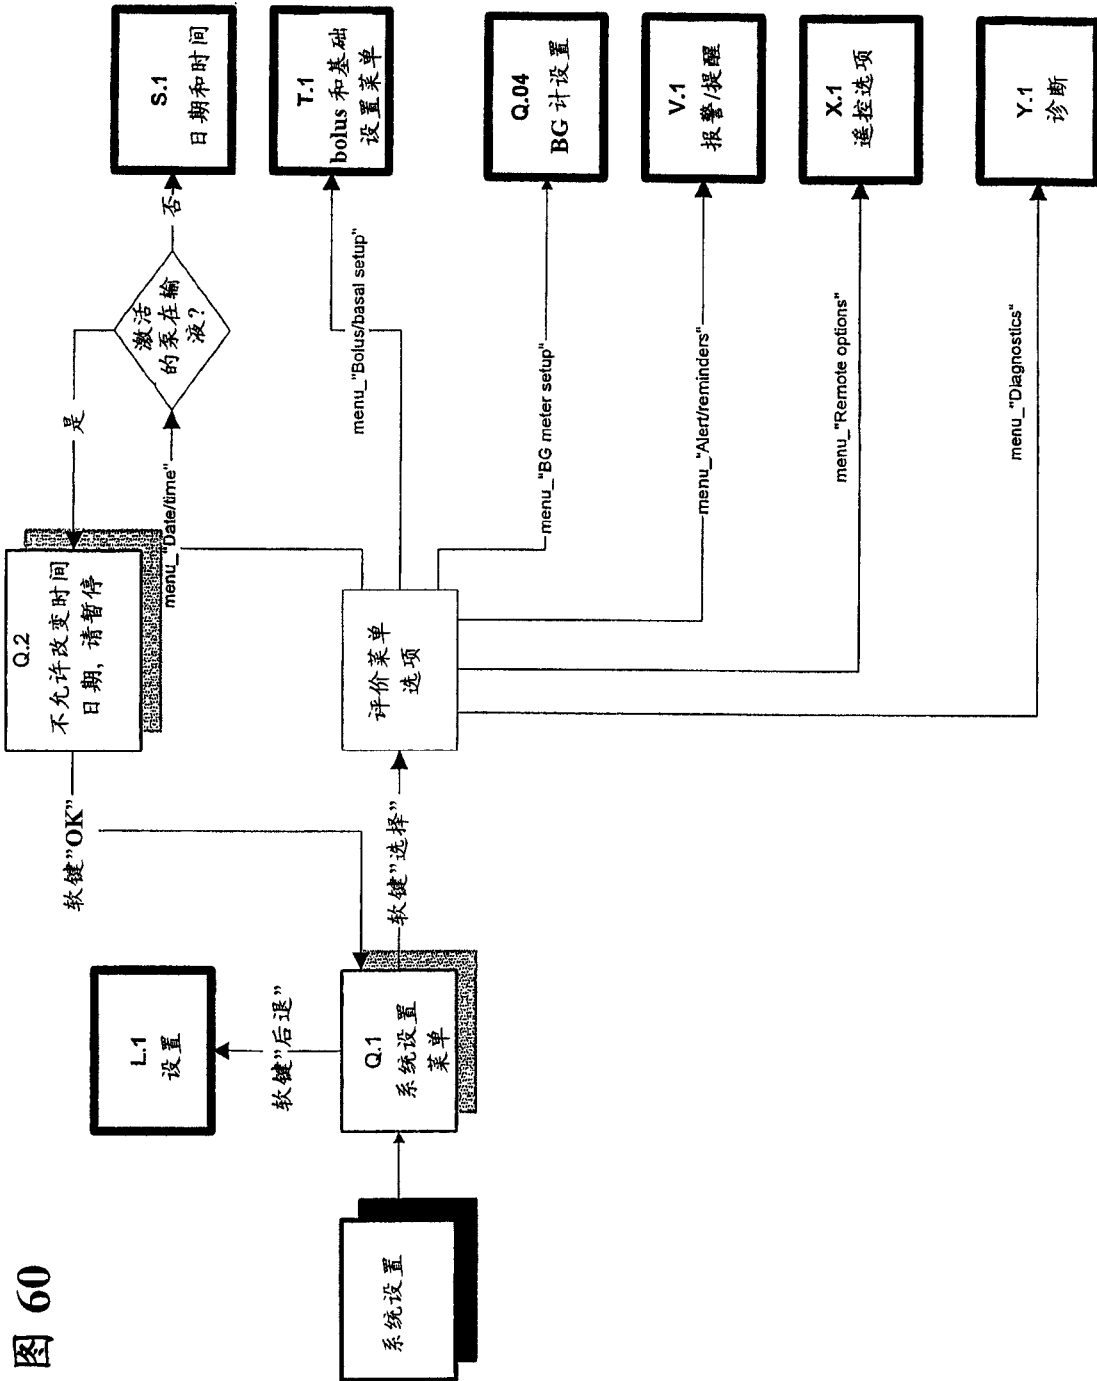 图 60
系统设置
Q.1
系统设置
菜单
软键”后退”
L.1
设置
软键”选择”
软键”OK”
Q.2
不允许改变时间
日期, 请暂停
评价菜单
选项
menu_"Date/time"
是
激活
的泵在输
液?
否
S.1
日期和时间
menu_"Bolus/basal setup"
T.1
bolus 和基础
设置菜单
menu_"BG meter setup"
Q.04
BG 计设置
menu_"Alert/reminders"
V.1
报警/提醒
menu_"Remote options"
X.1
遥控选项
menu_"Diagnostics"
Y.1
诊断